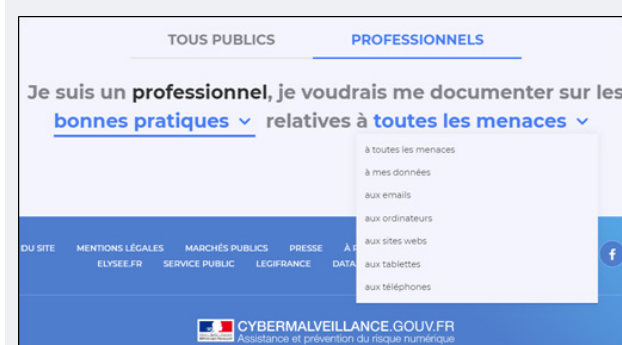 TOUS PUBLICS PROFESSIONNELS
Je suis un professionnel, je voudrais me documenter sur les
bonnes pratiques relatives à toutes les menaces
à toutes les menaces
à mes données
aux emails
aux ordinateurs
aux sites webs
aux tablettes
aux téléphones
DU SITE MENTIONS LÉGALES MARCHÉS PUBLICS PRESSE À
ELYSEE.FR SERVICE PUBLIC LEGIFRANCE DATA
f
CYBERMALVEILLANCE.GOUV.FR
Assistance et prévention du risque numérique